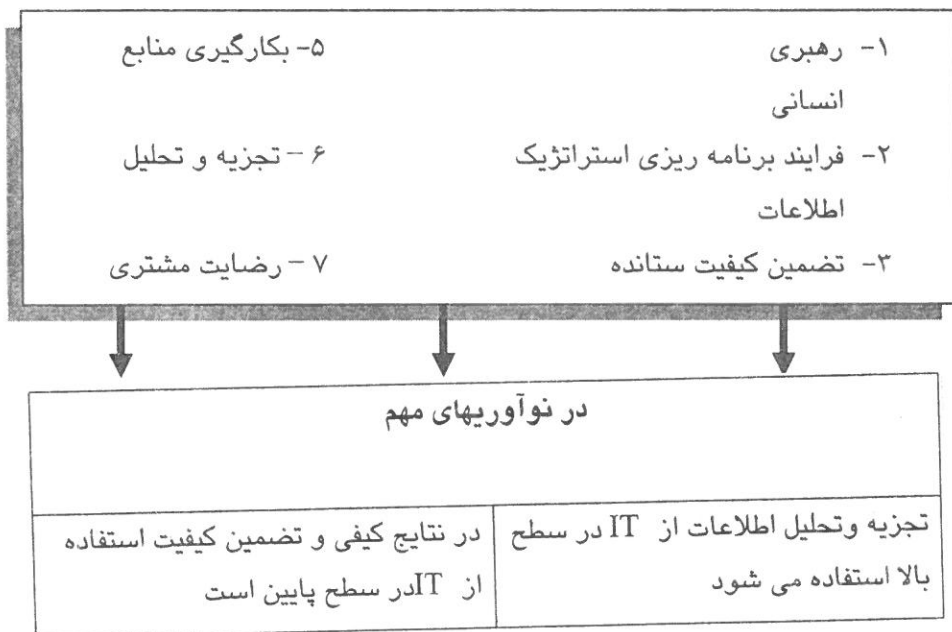 ۱- رهبری ۵- بکارگیری منابع
انسانی
۲- فرایند برنامه ریزی استراتژیک ۶ – تجزیه و تحلیل
اطلاعات
۳- تضمین کیفیت ستانده ۷ – رضایت مشتری
در نوآوریهای مهم
تجزیه وتحلیل اطلاعات از IT در سطح
بالا استفاده می شود
در نتایج کیفی و تضمین کیفیت استفاده
از ITدر سطح پایین است